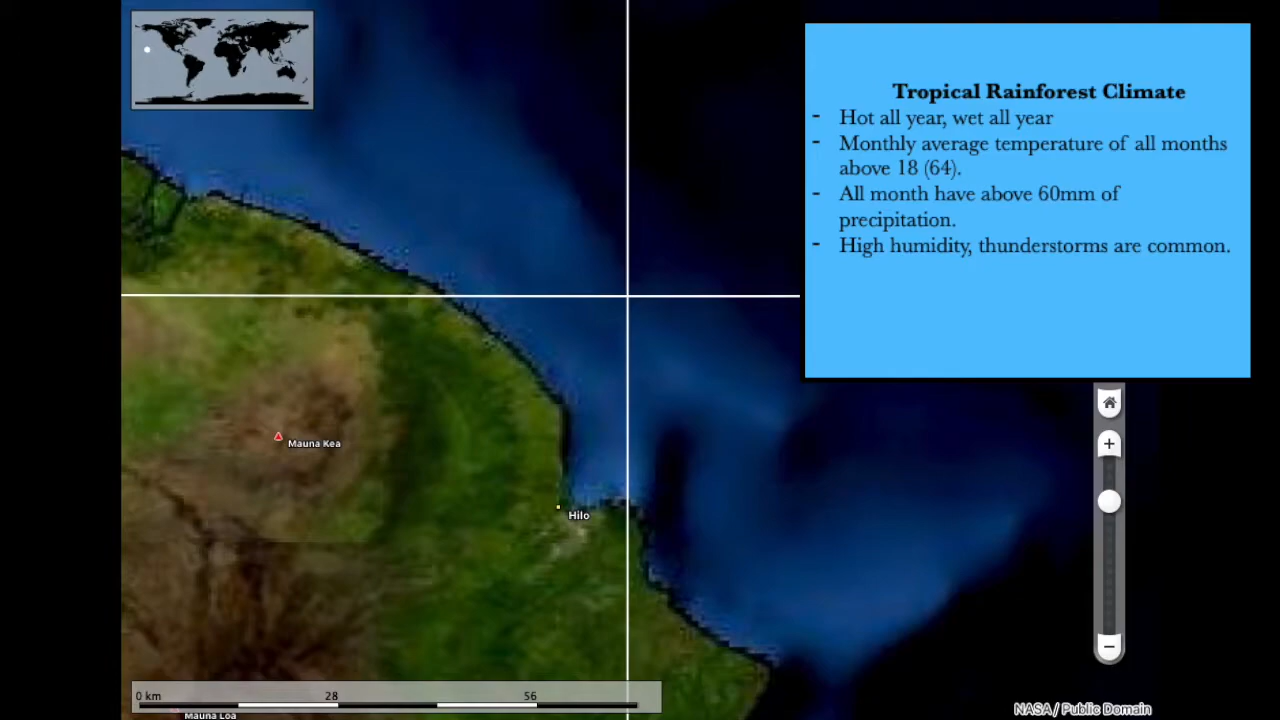 Tropical Rainforest Climate
- Hot all year, wet all year
- Monthly average temperature of all months
above 18 (64).
- All month have above 60mm of
precipitation.
- High humidity, thunderstorms are common.
Mauna Kea
Hilo
0 km 28 56
Mauna Loa
NASA / Public Domain